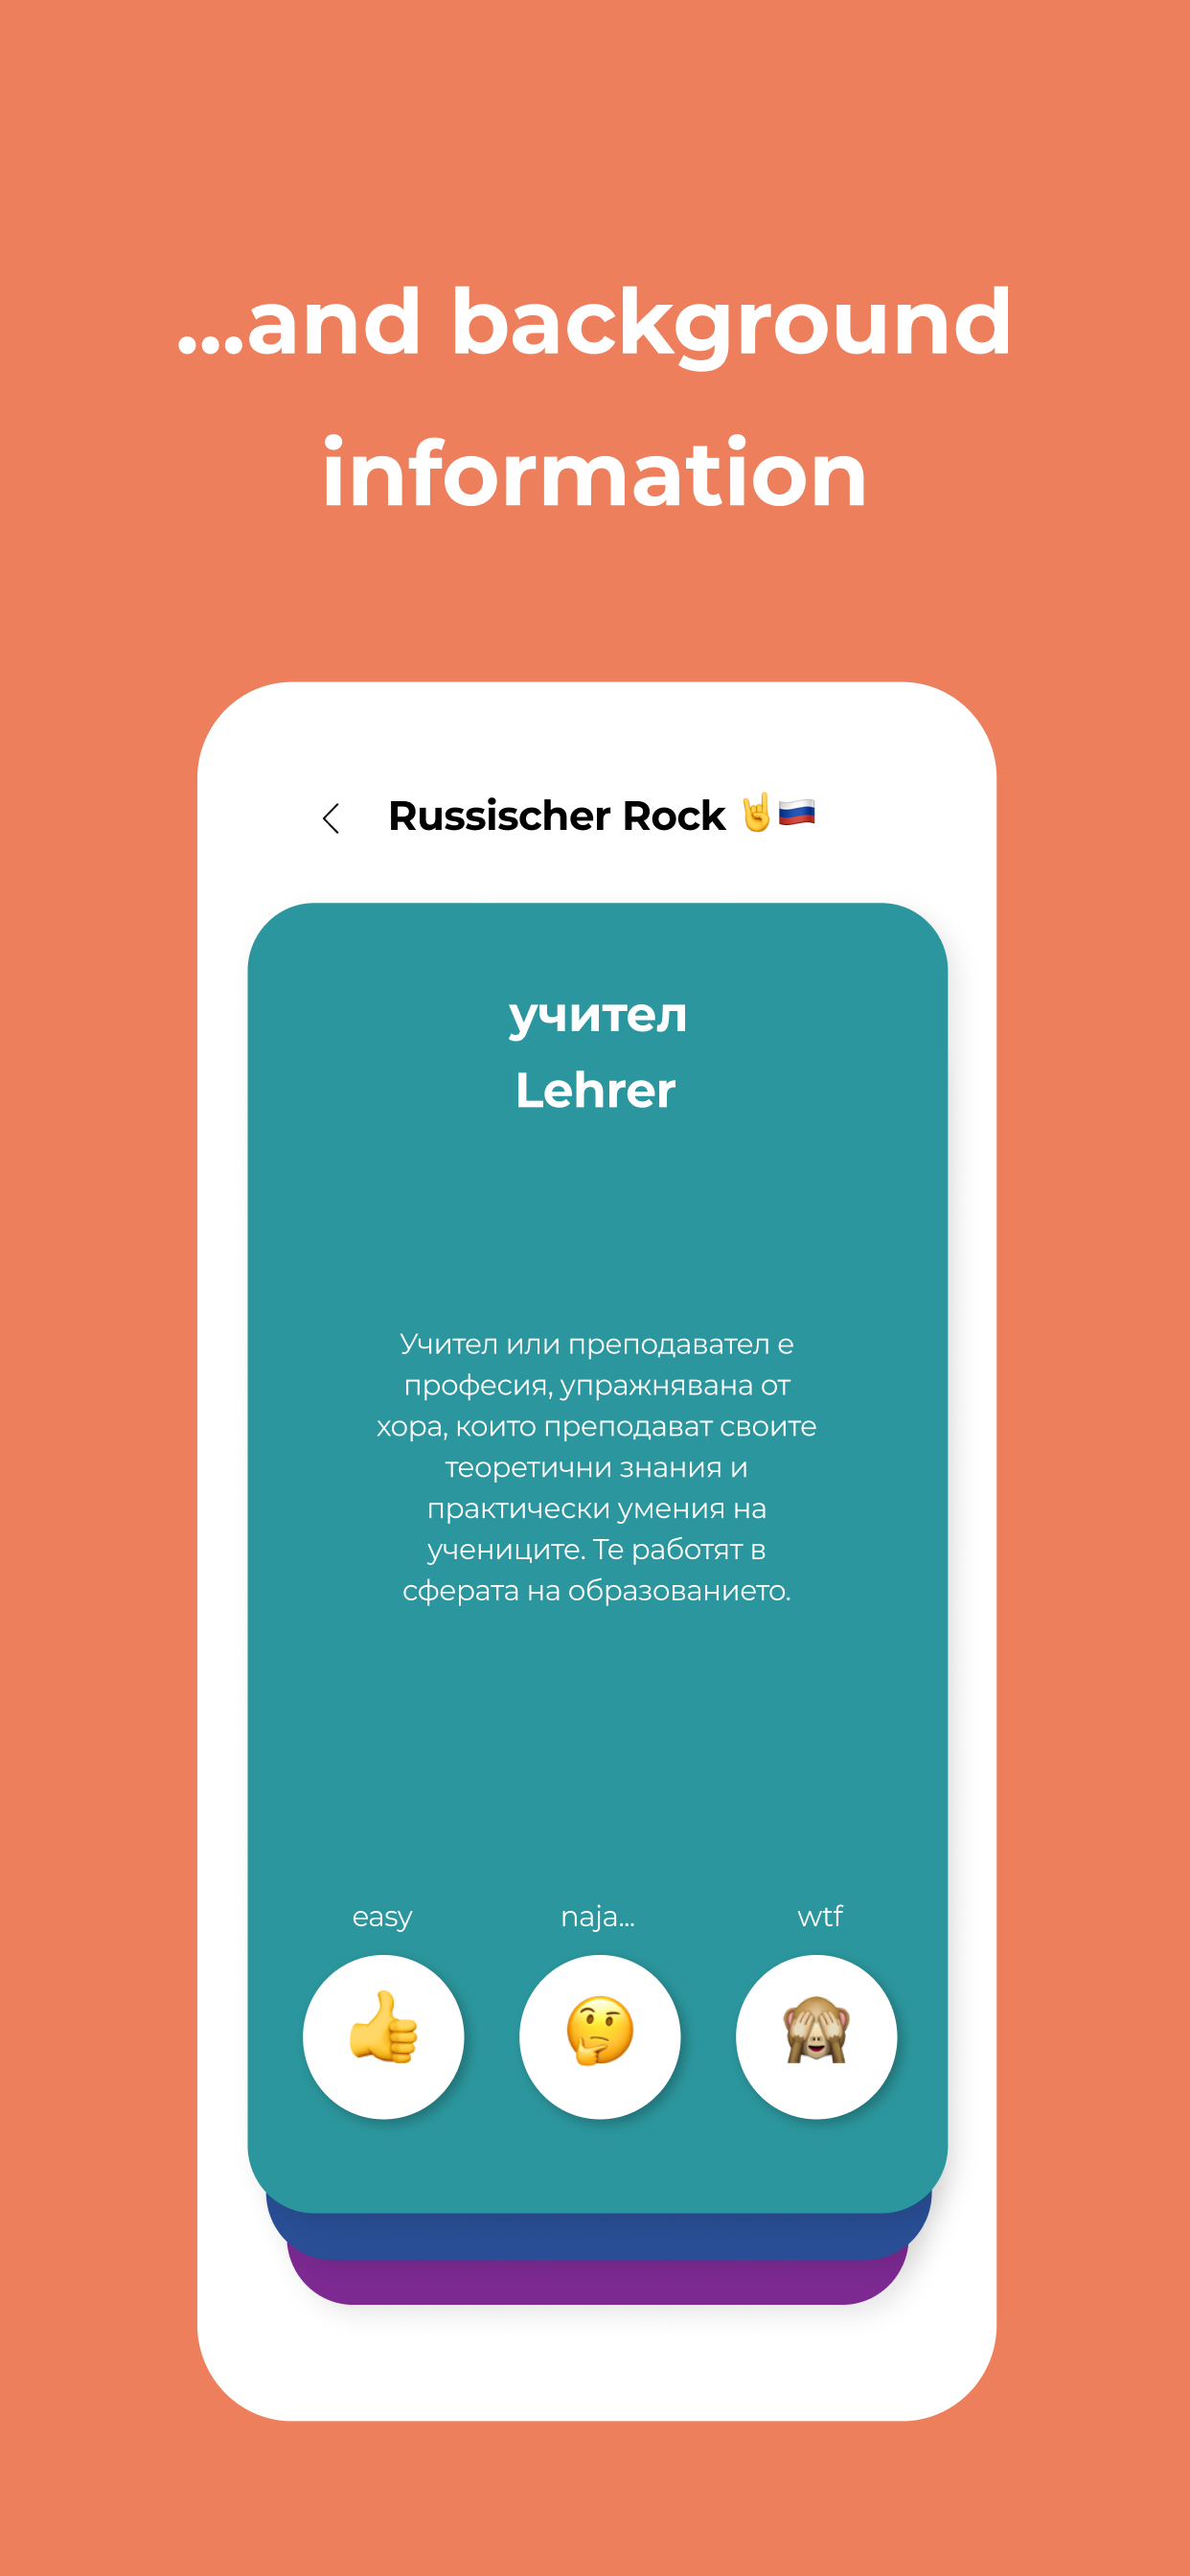 ...and background
information
Russischer Rock 🤘🇷🇺
учител
Lehrer
Учител или преподавател е
професия, упражнявана от
хора, които преподават своите
теоретични знания и
практически умения на
учениците. Те работят в
сферата на образованието.
easy naja... wtf